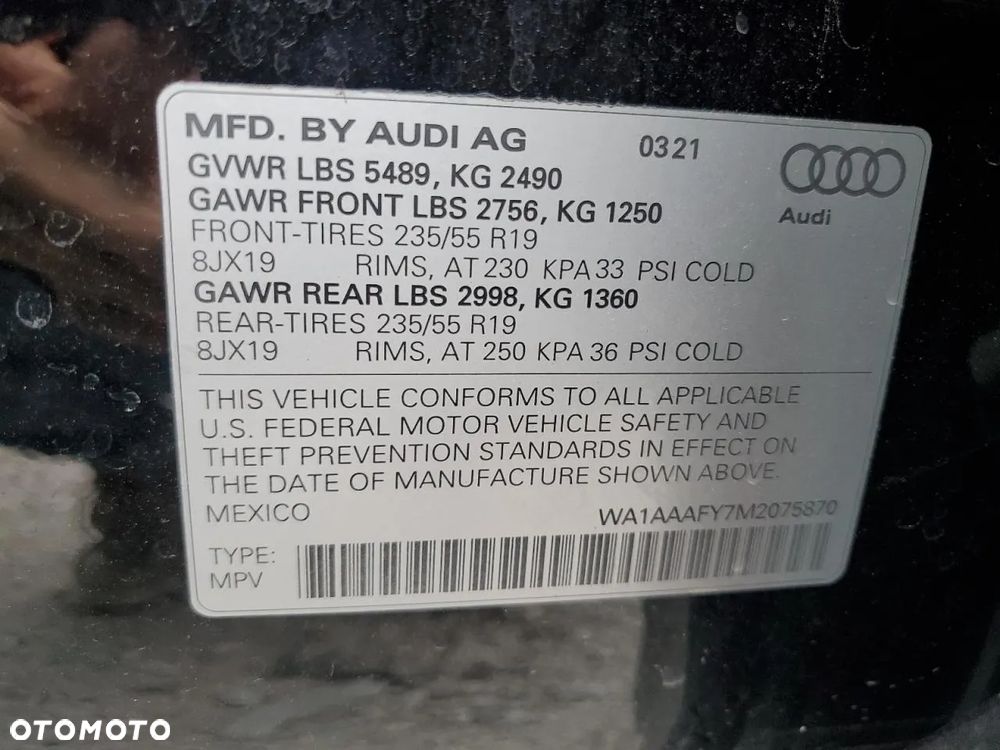 MFD. BY AUDI AG 0321
GVWR LBS 5489, KG 2490
GAWR FRONT LBS 2756, KG 1250
Audi
FRONT-TIRES 235/55 R19
8JX19 RIMS, AT 230 KPA 33 PSI COLD
GAWR REAR LBS 2998, KG 1360
REAR-TIRES 235/55 R19
8JX19 RIMS, AT 250 KPA 36 PSI COLD
THIS VEHICLE CONFORMS TO ALL APPLICABLE
U.S. FEDERAL MOTOR VEHICLE SAFETY AND
THEFT PREVENTION STANDARDS IN EFFECT ON
THE DATE OF MANUFACTURE SHOWN ABOVE.
MEXICO WA1AAAFY7M2075870
TYPE:
MPV
OTOMOTO